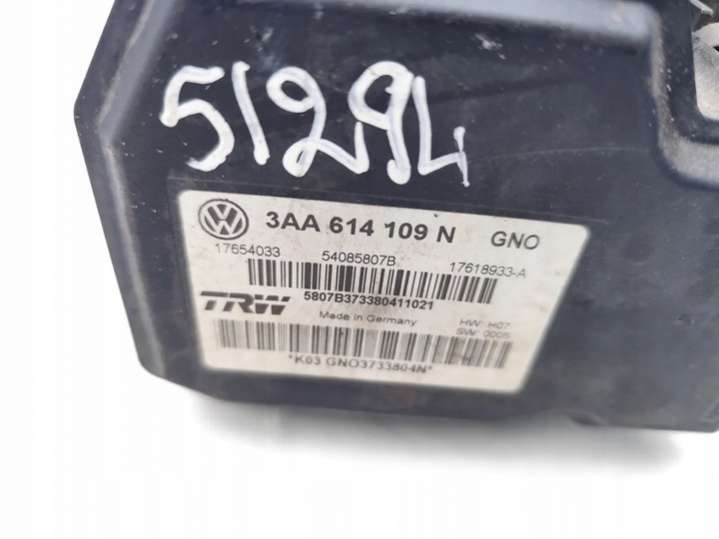 51294
3AA 614 109 N GNO
17654033 54085807B 17618933-A
5807B373380411021
TRW Made in Germany HW: H07
SW: 0005
*K03 GNO3733804N*